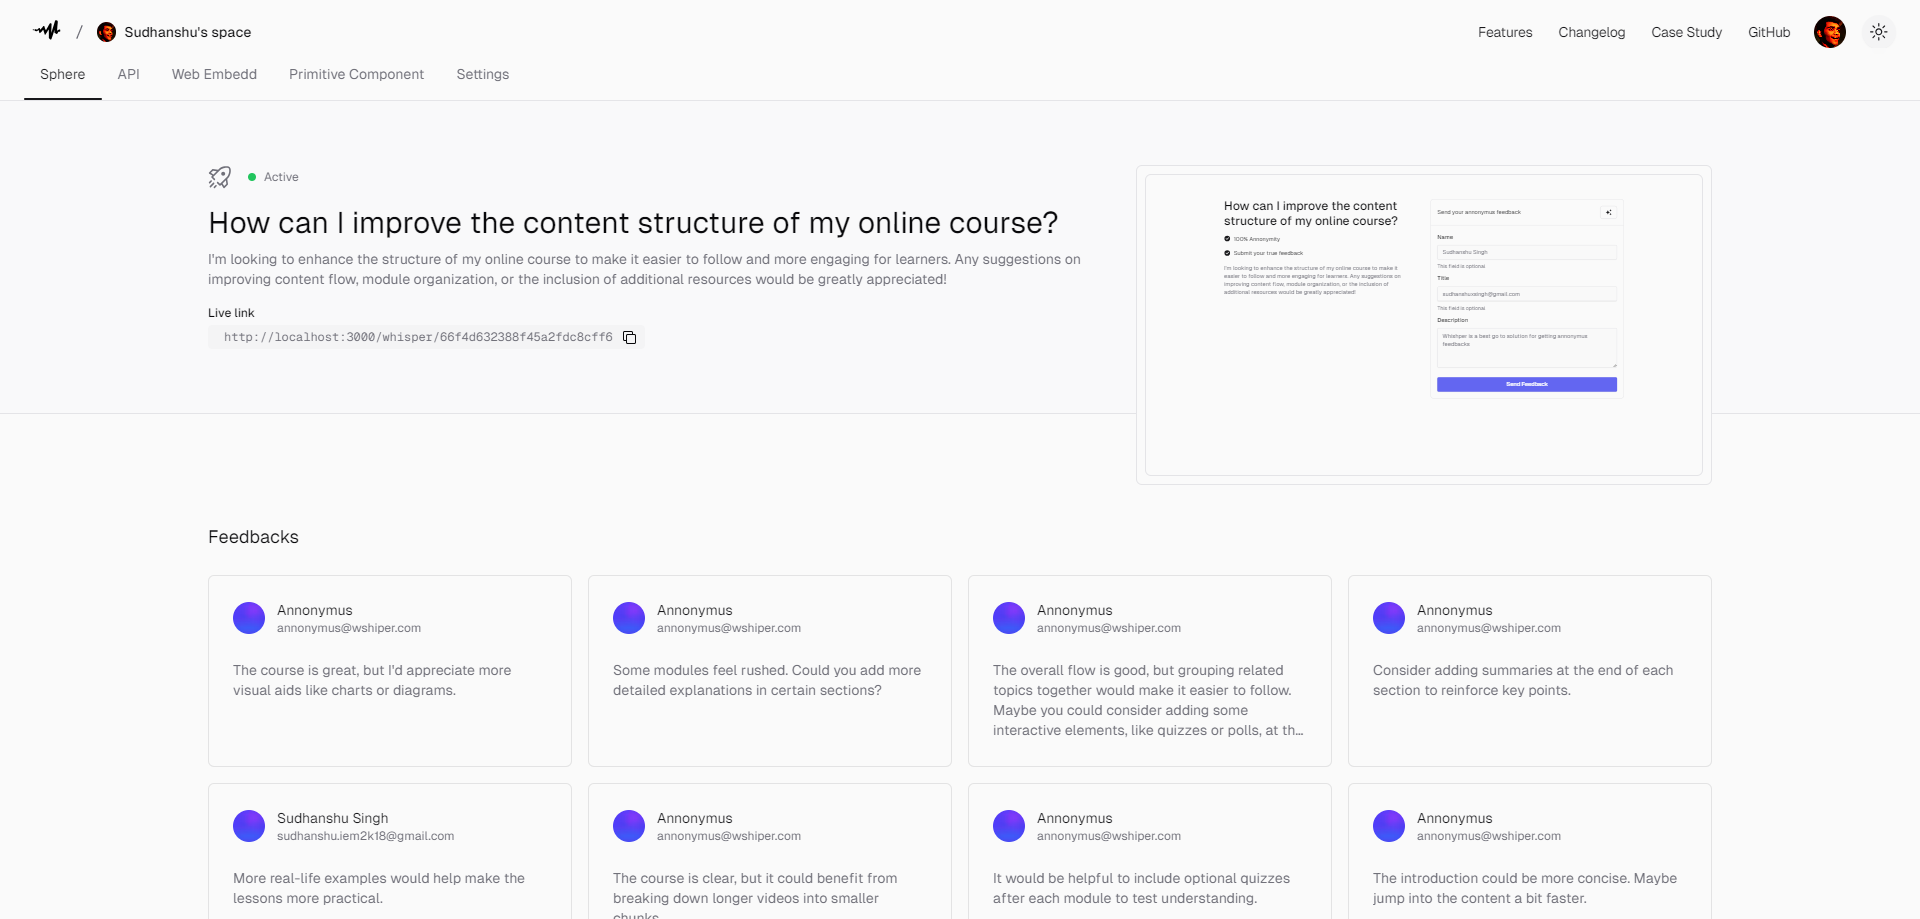 / Sudhanshu's space
Features Changelog Case Study GitHub
Sphere API Web Embedd Primitive Component Settings
Active
How can I improve the content structure of my online course?
I'm looking to enhance the structure of my online course to make it easier to follow and more engaging for learners. Any suggestions on
improving content flow, module organization, or the inclusion of additional resources would be greatly appreciated!
Live link
http://localhost:3000/whisper/66f4d632388f45a2fdc8cff6
How can I improve the content
structure of my online course?
100% Annonymity
Submit your true feedback
I'm looking to enhance the structure of my online course to make it
easier to follow and more engaging for learners. Any suggestions on
improving content flow, module organization, or the inclusion of
additional resources would be greatly appreciated!
Send your annonymus feedback
Name
Sudhanshu Singh
This field is optional
Title
sudhanshuxsingh@gmail.com
This field is optional
Description
Whishper is a best go to solution for getting annonymus
feedbacks
Send Feedback
Feedbacks
Annonymus
annonymus@wshiper.com
The course is great, but I'd appreciate more
visual aids like charts or diagrams.
Annonymus
annonymus@wshiper.com
Some modules feel rushed. Could you add more
detailed explanations in certain sections?
Annonymus
annonymus@wshiper.com
The overall flow is good, but grouping related
topics together would make it easier to follow.
Maybe you could consider adding some
interactive elements, like quizzes or polls, at th...
Annonymus
annonymus@wshiper.com
Consider adding summaries at the end of each
section to reinforce key points.
Sudhanshu Singh
sudhanshu.iem2k18@gmail.com
More real-life examples would help make the
lessons more practical.
Annonymus
annonymus@wshiper.com
The course is clear, but it could benefit from
breaking down longer videos into smaller
chunks.
Annonymus
annonymus@wshiper.com
It would be helpful to include optional quizzes
after each module to test understanding.
Annonymus
annonymus@wshiper.com
The introduction could be more concise. Maybe
jump into the content a bit faster.